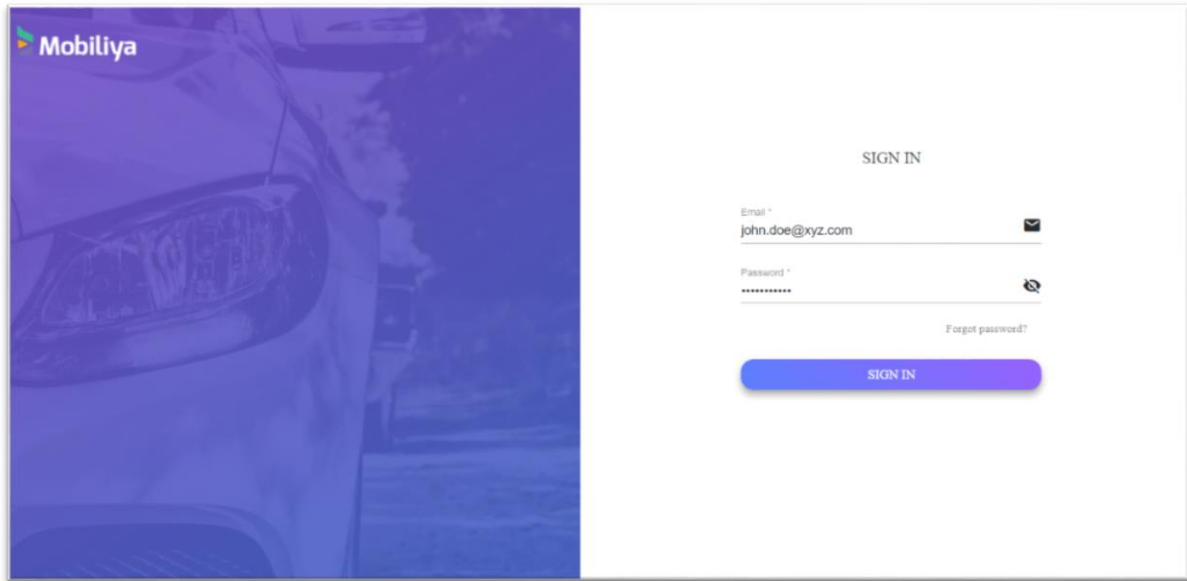 Mobiliya
SIGN IN
Email *
john.doe@xyz.com
Password *
•••••••••••
Forgot password?
SIGN IN